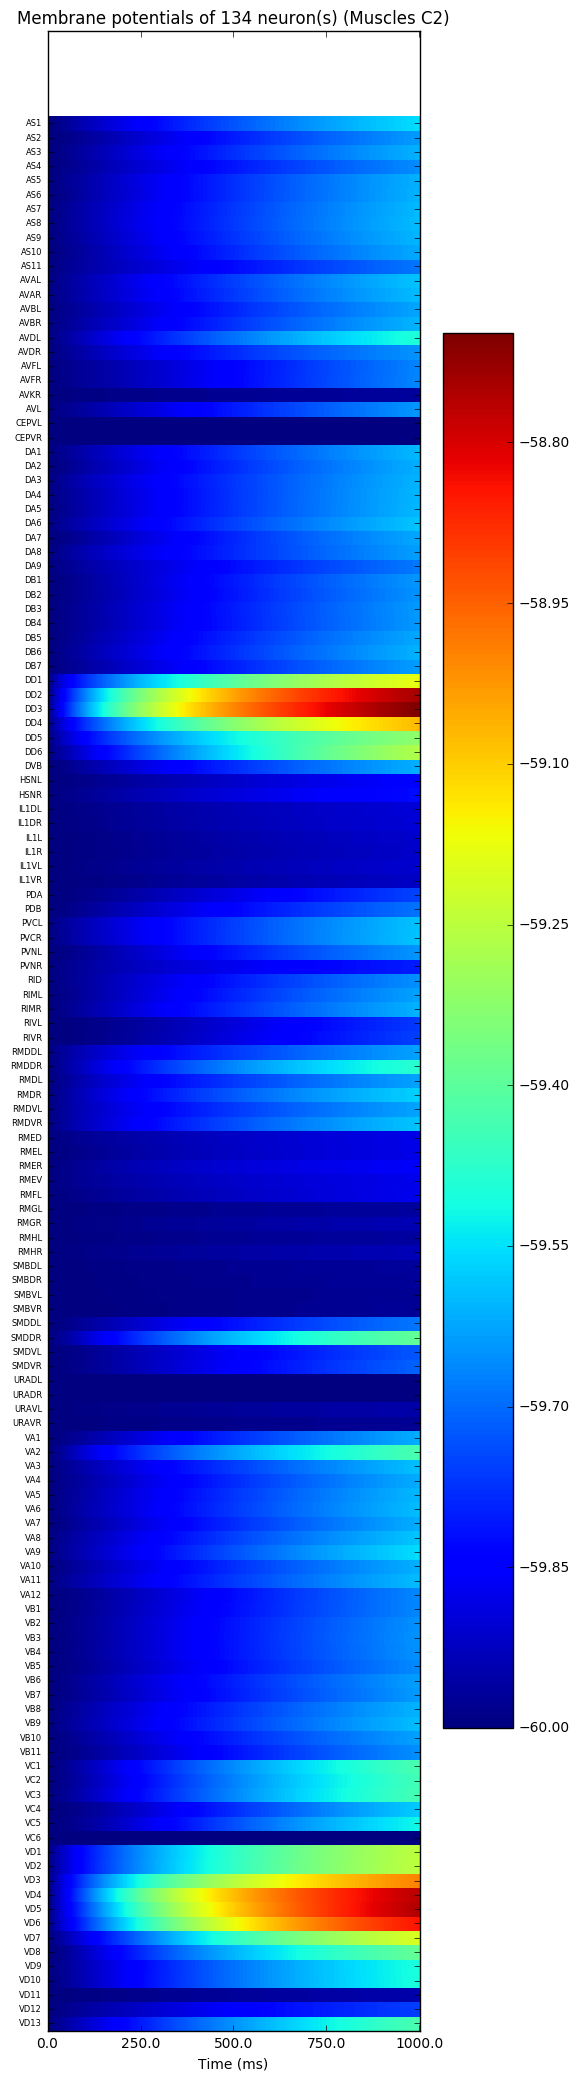 Membrane potentials of 134 neuron(s) (Muscles C2)
AS1
AS2
AS3
AS4
AS5
AS6
AS7
AS8
AS9
AS10
AS11
AVAL
AVAR
AVBL
AVBR
AVDL
AVDR
AVFL
AVFR
AVKR
AVL
CEPVL
CEPVR
DA1
DA2
DA3
DA4
DA5
DA6
DA7
DA8
DA9
DB1
DB2
DB3
DB4
DB5
DB6
DB7
DD1
DD2
DD3
DD4
DD5
DD6
DVB
HSNL
HSNR
IL1DL
IL1DR
IL1L
IL1R
IL1VL
IL1VR
PDA
PDB
PVCL
PVCR
PVNL
PVNR
RID
RIML
RIMR
RIVL
RIVR
RMDDL
RMDDR
RMDL
RMDR
RMDVL
RMDVR
RMED
RMEL
RMER
RMEV
RMFL
RMGL
RMGR
RMHL
RMHR
SMBDL
SMBDR
SMBVL
SMBVR
SMDDL
SMDDR
SMDVL
SMDVR
URADL
URADR
URAVL
URAVR
VA1
VA2
VA3
VA4
VA5
VA6
VA7
VA8
VA9
VA10
VA11
VA12
VB1
VB2
VB3
VB4
VB5
VB6
VB7
VB8
VB9
VB10
VB11
VC1
VC2
VC3
VC4
VC5
VC6
VD1
VD2
VD3
VD4
VD5
VD6
VD7
VD8
VD9
VD10
VD11
VD12
VD13
0.0 250.0 500.0 750.0 1000.0
Time (ms)
−58.80
−58.95
−59.10
−59.25
−59.40
−59.55
−59.70
−59.85
−60.00